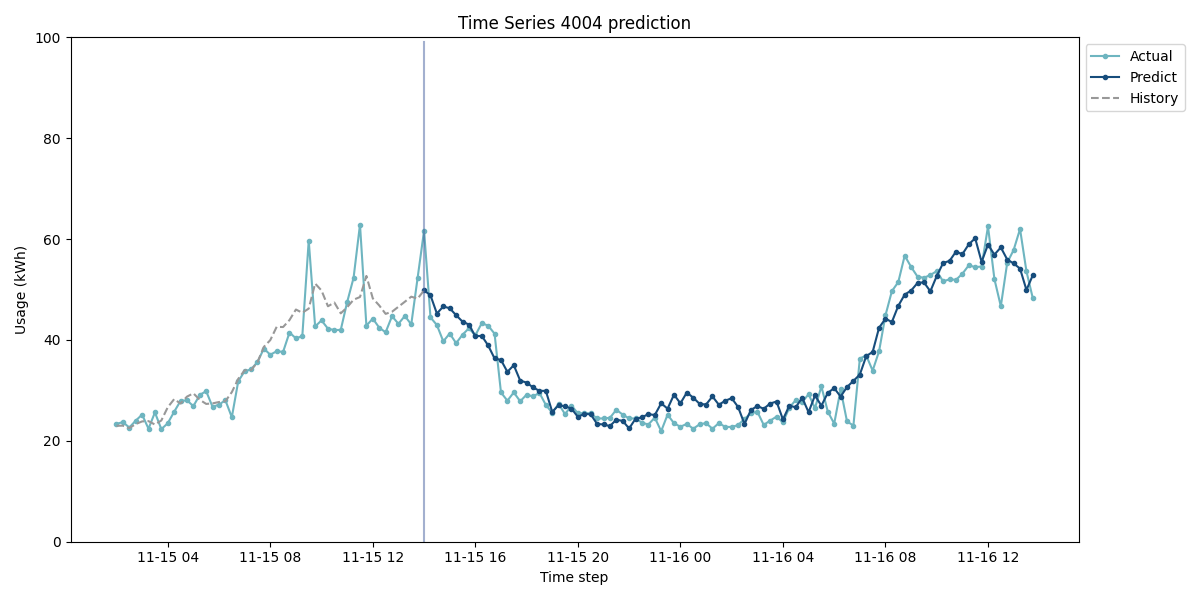 Time Series 4004 prediction
100
80
60
40
20
0
Usage (kWh)
11-15 04
11-15 08
11-15 12
11-15 16
11-15 20
11-16 00
11-16 04
11-16 08
11-16 12
Time step
Actual
Predict
History